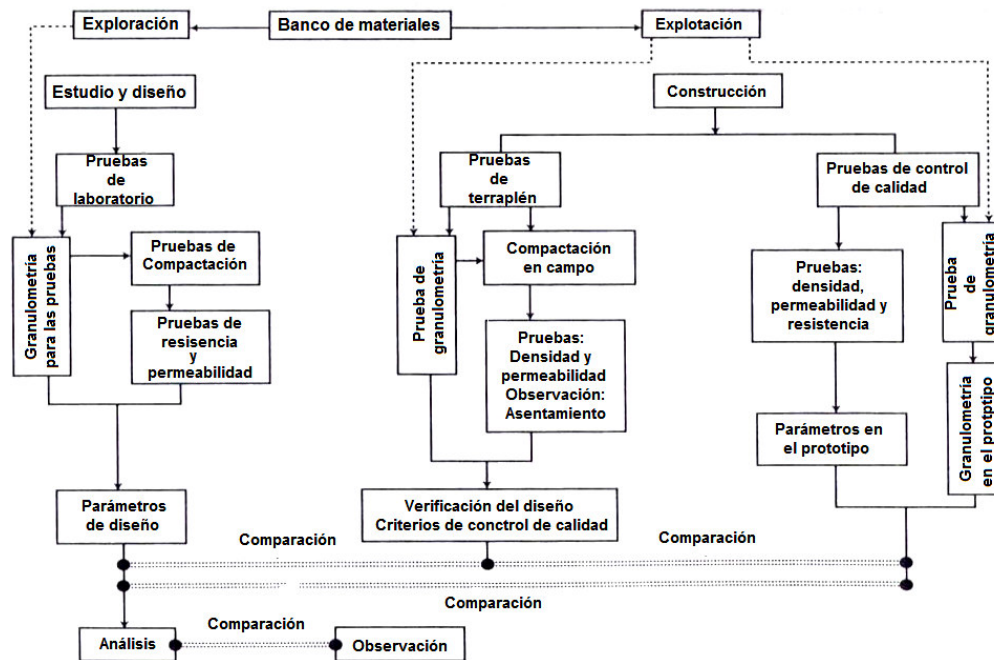 Exploración
Banco de materiales
Explotación
Estudio y diseño
Construcción
Pruebas
de
laboratorio
Pruebas
de
terraplén
Pruebas de control
de calidad
Granulometría
para las pruebas
Pruebas de
Compactación
Prueba de
granulometría
Compactación
en campo
Pruebas:
densidad,
permeabilidad y
resistencia
Prueba
de
granulometría
Pruebas de
resisencia
y
permeabilidad
Pruebas:
Densidad y
permeabilidad
Observación:
Asentamiento
Parámetros en
el prototipo
Granulometría
en el protptipo
Parámetros
de diseño
Verificación del diseño
Criterios de conctrol de calidad
Comparación
Comparación
Comparación
Comparación
Análisis
Observación